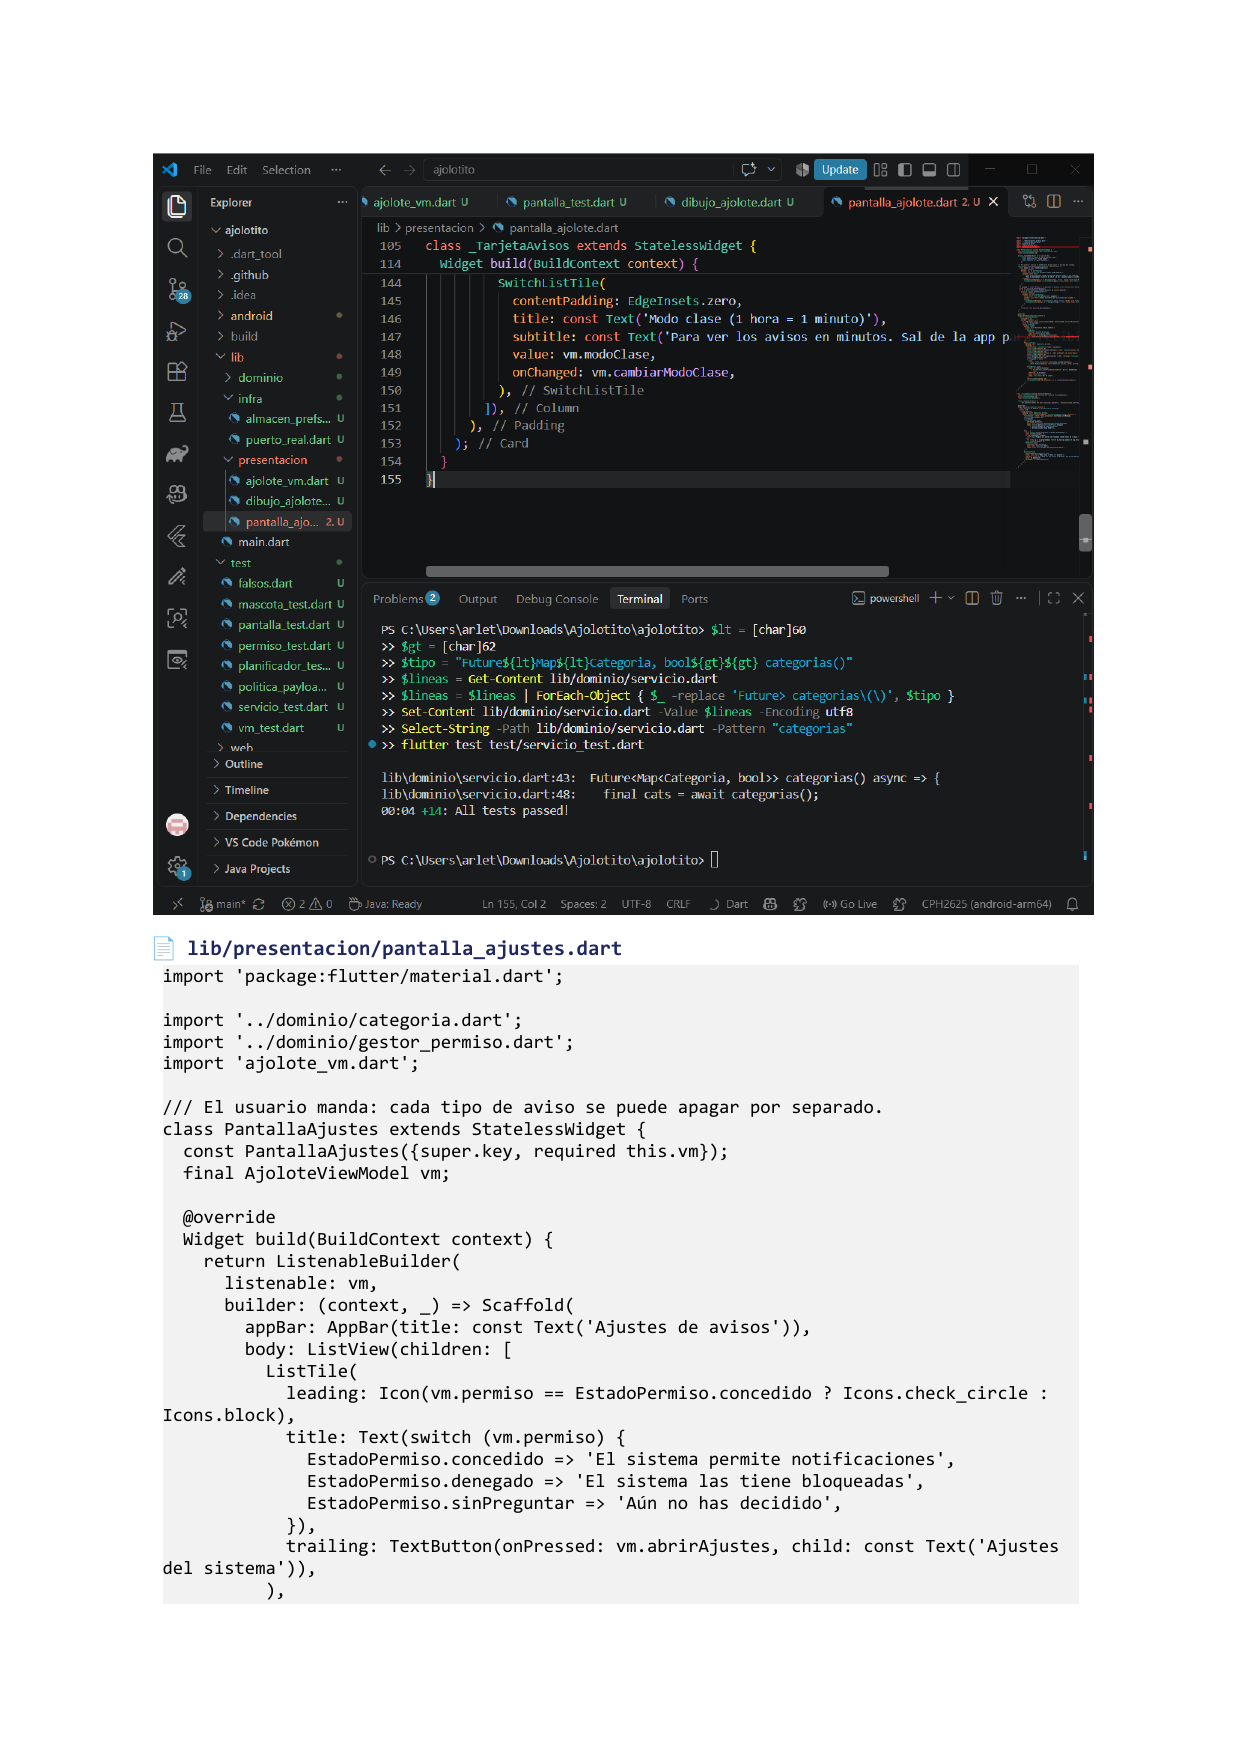 File Edit Selection ··· ajolotito Update
Explorer ···
ajolotito
.dart_tool
.github
.idea
android
build
lib
dominio
infra
almacen_prefs... U
puerto_real.dart U
presentacion
ajolote_vm.dart U
dibujo_ajolote... U
pantalla_ajo... 2, U
main.dart
test
falsos.dart U
mascota_test.dart U
pantalla_test.dart U
permiso_test.dart U
planificador_tes... U
politica_payloa... U
servicio_test.dart U
vm_test.dart U
web
Outline
Timeline
Dependencies
VS Code Pokémon
Java Projects
28
1
ajolote_vm.dart U pantalla_test.dart U dibujo_ajolote.dart U pantalla_ajolote.dart 2, U
lib > presentacion > pantalla_ajolote.dart
105 class _TarjetaAvisos extends StatelessWidget {
114 Widget build(BuildContext context) {
144 SwitchListTile(
145 contentPadding: EdgeInsets.zero,
146 title: const Text('Modo clase (1 hora = 1 minuto)'),
147 subtitle: const Text('Para ver los avisos en minutos. Sal de la app p
148 value: vm.modoClase,
149 onChanged: vm.cambiarModoClase,
150 ), // SwitchListTile
151 ]), // Column
152 ), // Padding
153 ); // Card
154 }
155 }
Problems 2 Output Debug Console Terminal Ports powershell
PS C:\Users\arlet\Downloads\Ajolotito\ajolotito> $lt = [char]60
>> $gt = [char]62
>> $tipo = "Future${lt}Map${lt}Categoria, bool${gt}${gt} categorias()"
>> $lineas = Get-Content lib/dominio/servicio.dart
>> $lineas = $lineas | ForEach-Object { $_ -replace 'Future> categorias\(\)', $tipo }
>> Set-Content lib/dominio/servicio.dart -Value $lineas -Encoding utf8
>> Select-String -Path lib/dominio/servicio.dart -Pattern "categorias"
>> flutter test test/servicio_test.dart
lib\dominio\servicio.dart:43: Future<Map<Categoria, bool>> categorias() async => {
lib\dominio\servicio.dart:48: final cats = await categorias();
00:04 +14: All tests passed!
PS C:\Users\arlet\Downloads\Ajolotito\ajolotito>
main* 2 0 Java: Ready Ln 155, Col 2 Spaces: 2 UTF-8 CRLF Dart Go Live CPH2625 (android-arm64)
lib/presentacion/pantalla_ajustes.dart
import 'package:flutter/material.dart';
import '../dominio/categoria.dart';
import '../dominio/gestor_permiso.dart';
import 'ajolote_vm.dart';
/// El usuario manda: cada tipo de aviso se puede apagar por separado.
class PantallaAjustes extends StatelessWidget {
const PantallaAjustes({super.key, required this.vm});
final AjoloteViewModel vm;
@override
Widget build(BuildContext context) {
return ListenableBuilder(
listenable: vm,
builder: (context, _) => Scaffold(
appBar: AppBar(title: const Text('Ajustes de avisos')),
body: ListView(children: [
ListTile(
leading: Icon(vm.permiso == EstadoPermiso.concedido ? Icons.check_circle :
Icons.block),
title: Text(switch (vm.permiso) {
EstadoPermiso.concedido => 'El sistema permite notificaciones',
EstadoPermiso.denegado => 'El sistema las tiene bloqueadas',
EstadoPermiso.sinPreguntar => 'Aún no has decidido',
}),
trailing: TextButton(onPressed: vm.abrirAjustes, child: const Text('Ajustes
del sistema')),
),